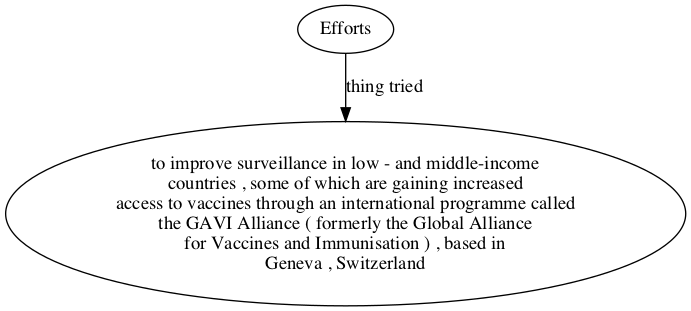 Efforts
thing tried
to improve surveillance in low - and middle-income
countries , some of which are gaining increased
access to vaccines through an international programme called
the GAVI Alliance ( formerly the Global Alliance
for Vaccines and Immunisation ) , based in
Geneva , Switzerland